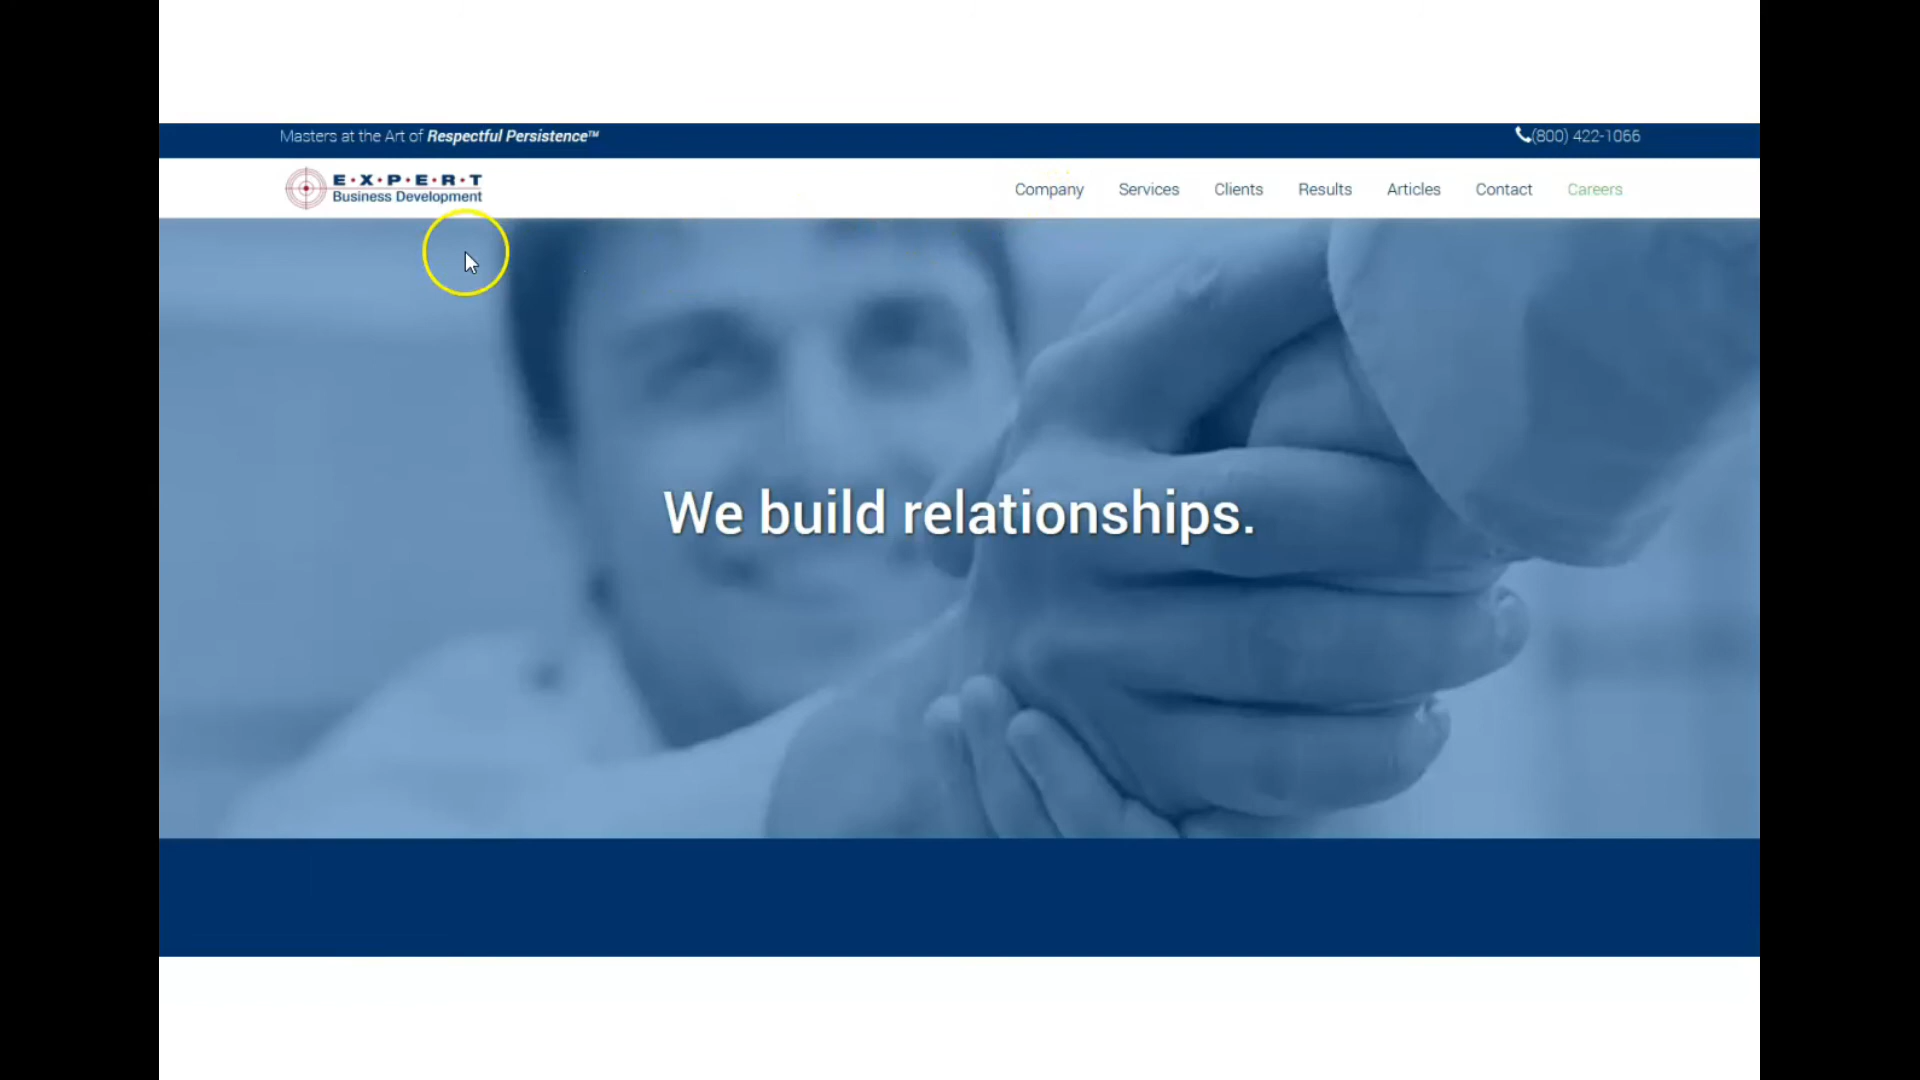 Masters at the Art of Respectful Persistence™
(800) 422-1066
E·X·P·E·R·T
Business Development
Company Services Clients Results Articles Contact Careers
We build relationships.